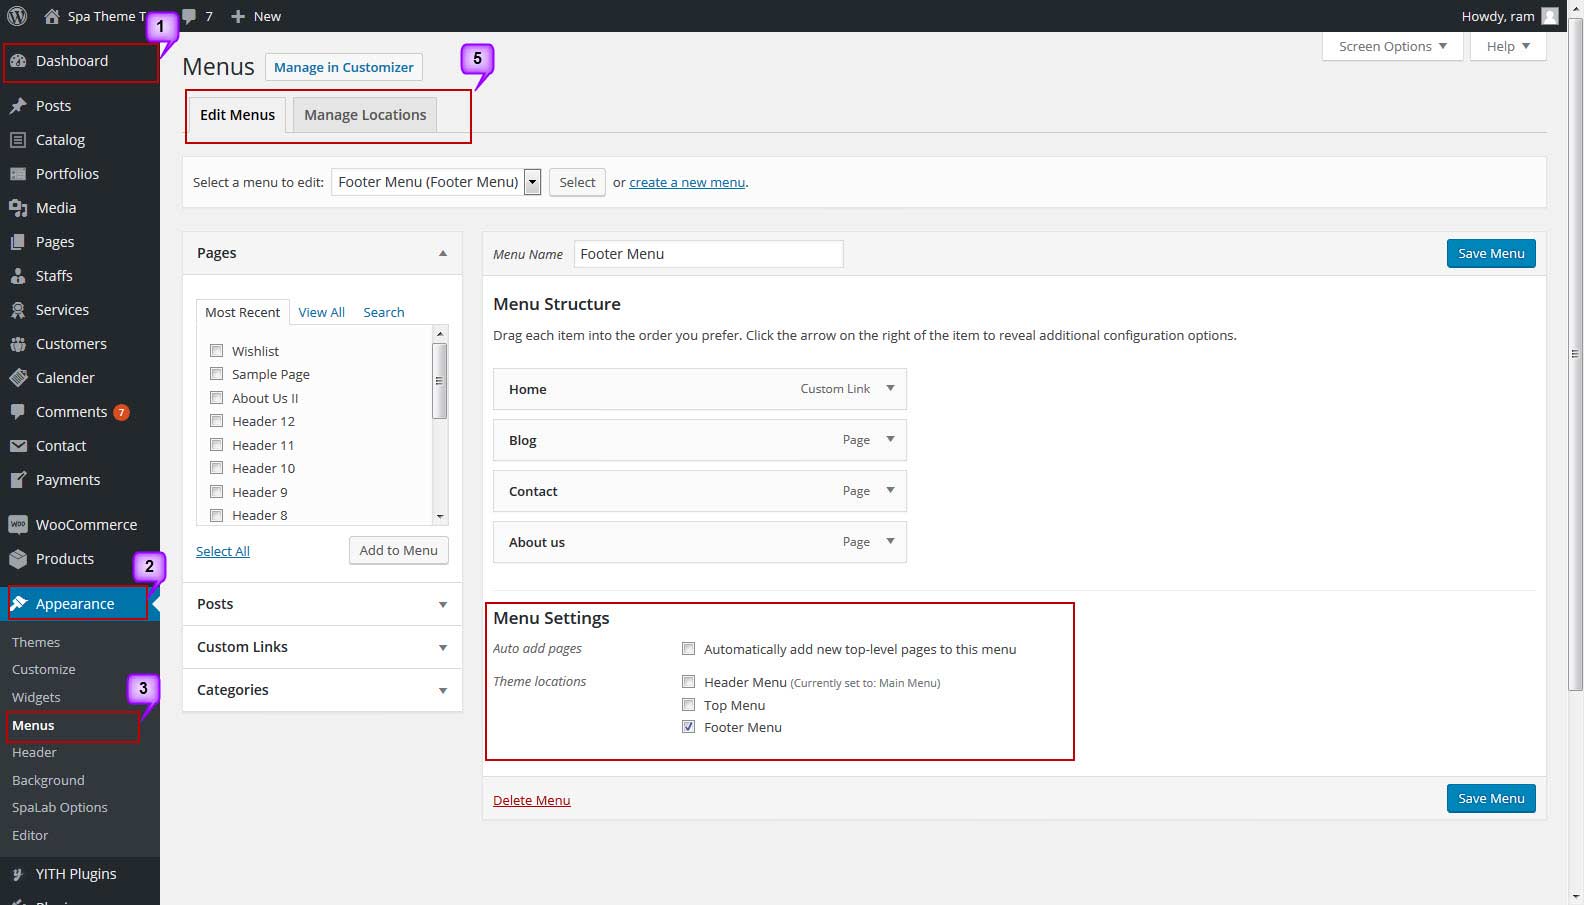 Spa Theme T
7
New
Howdy, ram
1
Dashboard
Posts
Catalog
Portfolios
Media
Pages
Staffs
Services
Customers
Calender
Comments 7
Contact
Payments
WOO WooCommerce
Products
2
Appearance
Themes
Customize
Widgets
3
Menus
Header
Background
SpaLab Options
Editor
YITH Plugins
Screen Options
Help
Menus
Manage in Customizer
5
Edit Menus
Manage Locations
Select a menu to edit: Footer Menu (Footer Menu) Select or create a new menu.
Pages
Most Recent View All Search
Wishlist
Sample Page
About Us II
Header 12
Header 11
Header 10
Header 9
Header 8
Select All
Add to Menu
Posts
Custom Links
Categories
Menu Name Footer Menu
Save Menu
Menu Structure
Drag each item into the order you prefer. Click the arrow on the right of the item to reveal additional configuration options.
Home Custom Link
Blog Page
Contact Page
About us Page
Menu Settings
Auto add pages Automatically add new top-level pages to this menu
Theme locations Header Menu (Currently set to: Main Menu)
Top Menu
Footer Menu
Delete Menu
Save Menu